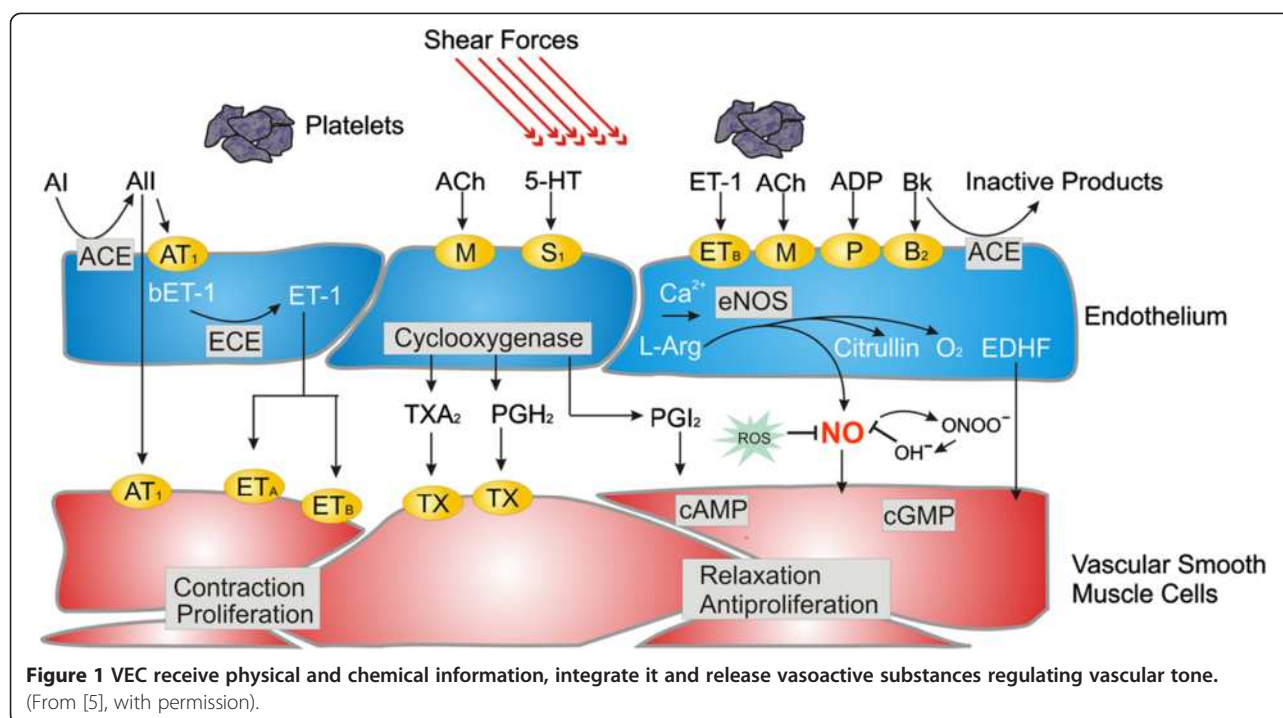 Shear Forces
Platelets
AI
AII
ACh
5-HT
ET-1
ACh
ADP
Bk
Inactive Products
ACE
AT₁
M
S₁
ET_B
M
P
B₂
ACE
bET-1
ET-1
ECE
Cyclooxygenase
Ca²⁺
eNOS
L-Arg
Citrullin
O₂
EDHF
Endothelium
TXA₂
PGH₂
PGI₂
ROS
NO
ONOO⁻
OH⁻
AT₁
ET_A
ET_B
TX
TX
cAMP
cGMP
Contraction
Proliferation
Relaxation
Antiproliferation
Vascular Smooth
Muscle Cells
Figure 1 VEC receive physical and chemical information, integrate it and release vasoactive substances regulating vascular tone.
(From [5], with permission).